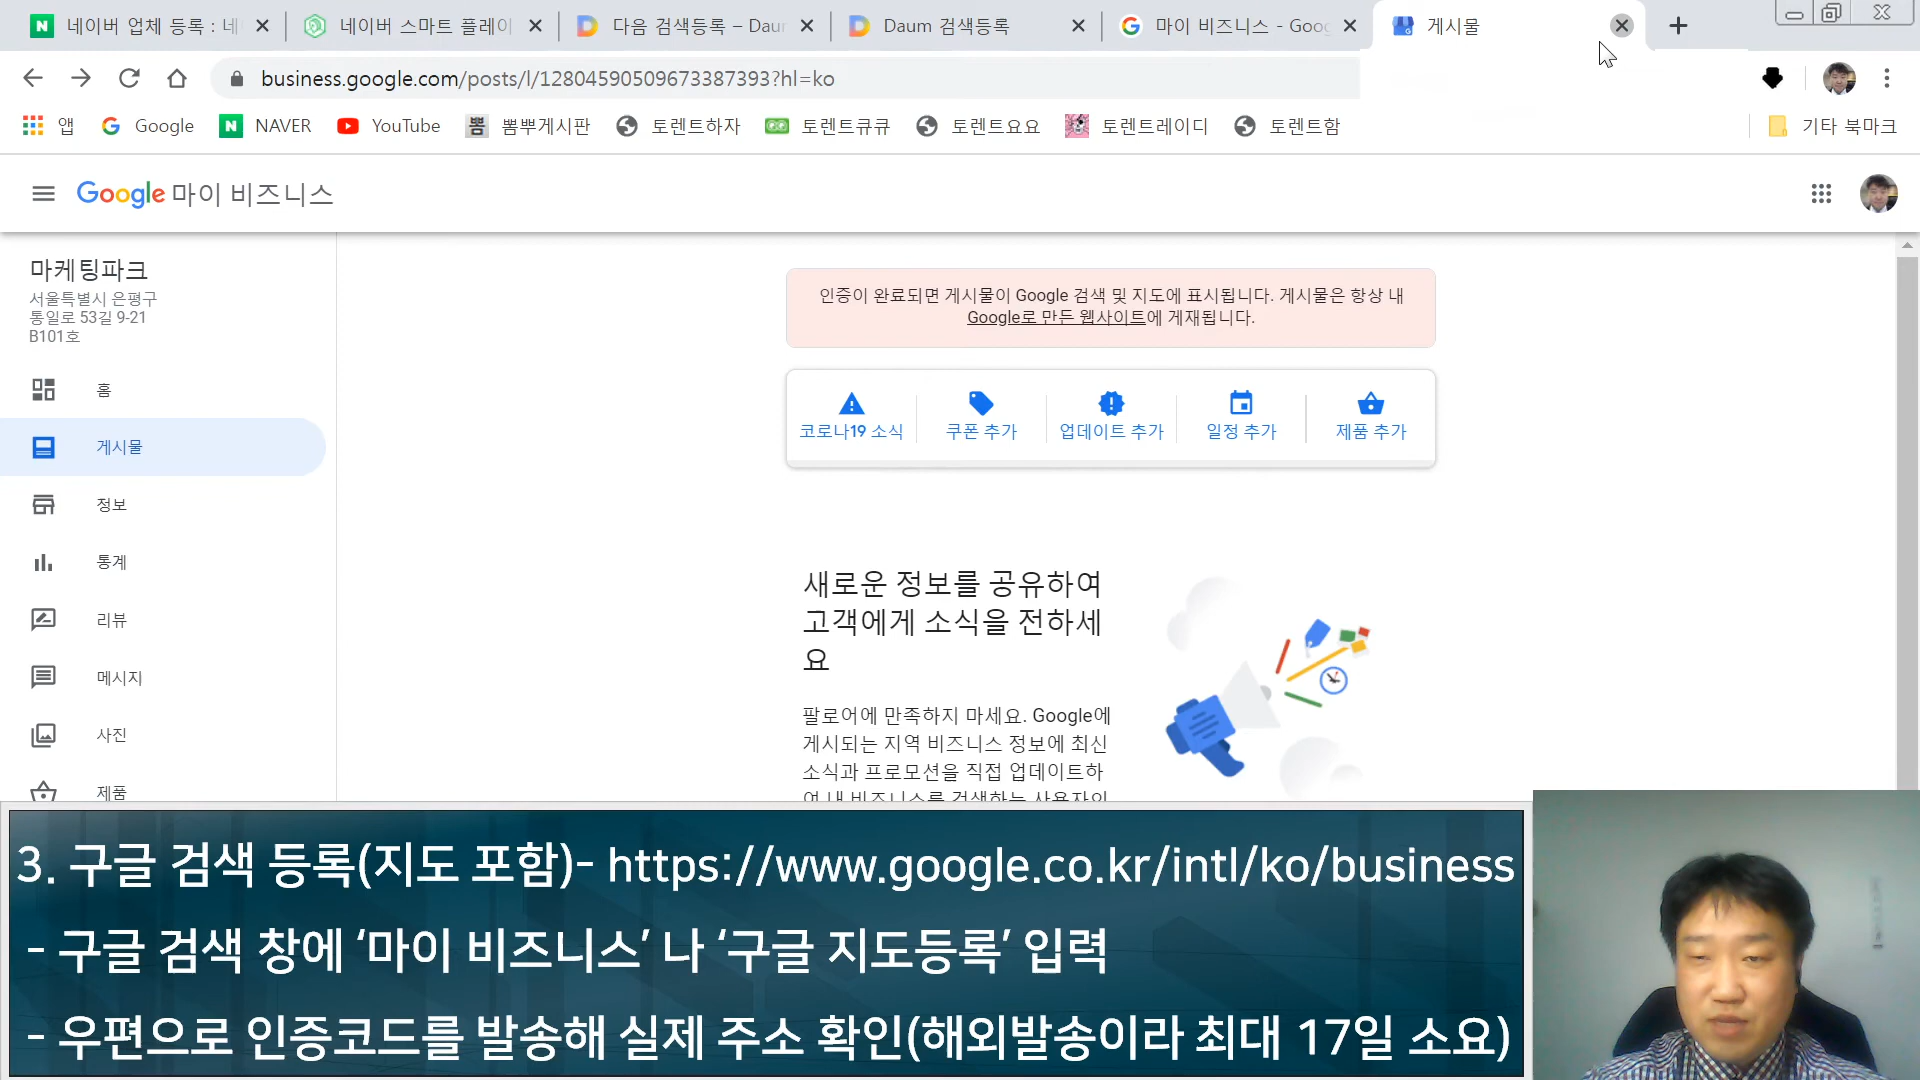 네이버 업체 등록 : 네
네이버 스마트 플레이
다음 검색등록 – Dau
Daum 검색등록
마이 비즈니스 - Goog
게시물
business.google.com/posts/l/12804590509673387393?hl=ko
앱
Google
NAVER
YouTube
뽐뿌게시판
토렌트하자
토렌트큐큐
토렌트요요
토렌트레이디
토렌트함
기타 북마크
Google 마이 비즈니스
마케팅파크
서울특별시 은평구
통일로 53길 9-21
B101호
홈
게시물
정보
통계
리뷰
메시지
사진
제품
인증이 완료되면 게시물이 Google 검색 및 지도에 표시됩니다. 게시물은 항상 내
Google로 만든 웹사이트에 게재됩니다.
코로나19 소식
쿠폰 추가
업데이트 추가
일정 추가
제품 추가
새로운 정보를 공유하여
고객에게 소식을 전하세
요
팔로어에 만족하지 마세요. Google에
게시되는 지역 비즈니스 정보에 최신
소식과 프로모션을 직접 업데이트하
여 내 비즈니스를 검색하는 사용자의
3. 구글 검색 등록(지도 포함)- https://www.google.co.kr/intl/ko/business
- 구글 검색 창에 ‘마이 비즈니스’ 나 ‘구글 지도등록’ 입력
- 우편으로 인증코드를 발송해 실제 주소 확인(해외발송이라 최대 17일 소요)